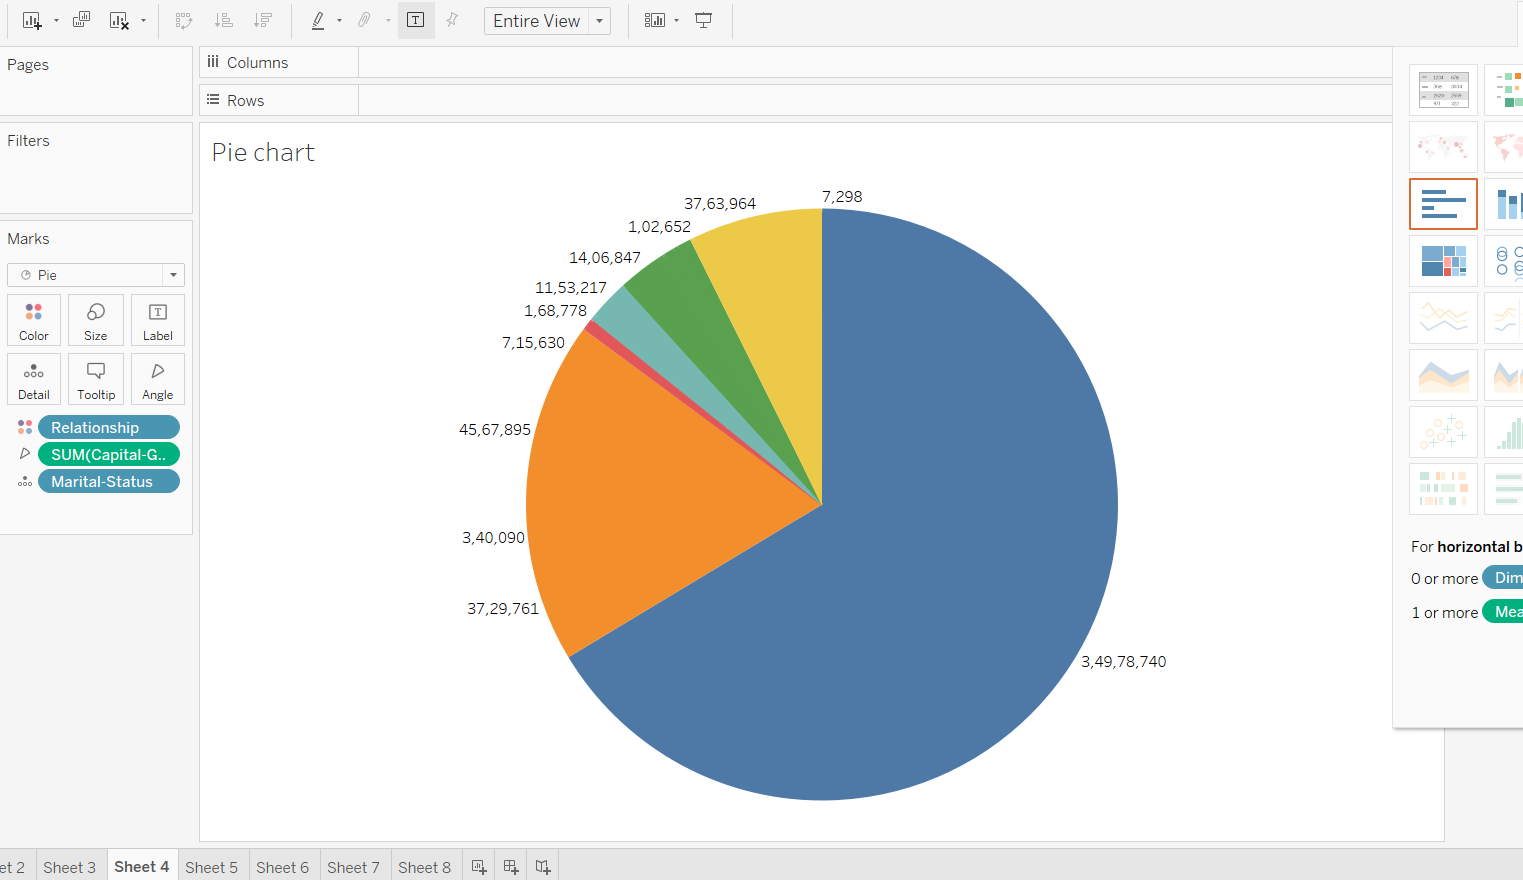 Entire View
Pages
Columns
Rows
Filters
Marks
Pie
Color
Size
Label
Detail
Tooltip
Angle
Relationship
SUM(Capital-G..
Marital-Status
Pie chart
7,298
37,63,964
1,02,652
14,06,847
11,53,217
1,68,778
7,15,630
45,67,895
3,40,090
37,29,761
3,49,78,740
For horizontal b
0 or more Dim
1 or more Mea
et 2
Sheet 3
Sheet 4
Sheet 5
Sheet 6
Sheet 7
Sheet 8